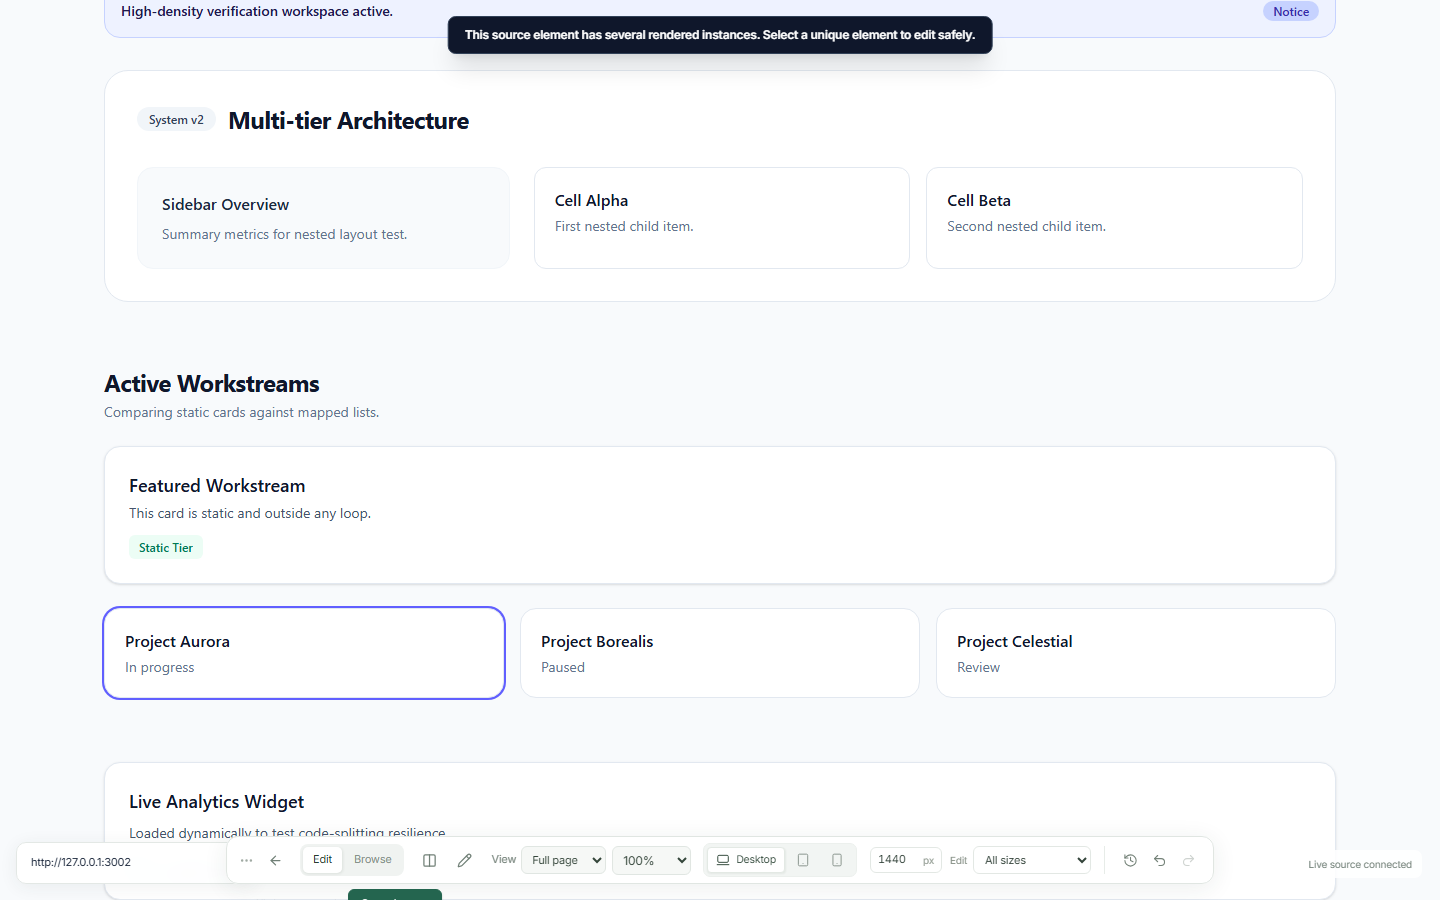 High-density verification workspace active.
Notice
This source element has several rendered instances. Select a unique element to edit safely.
System v2
Multi-tier Architecture
Sidebar Overview
Summary metrics for nested layout test.
Cell Alpha
First nested child item.
Cell Beta
Second nested child item.
Active Workstreams
Comparing static cards against mapped lists.
Featured Workstream
This card is static and outside any loop.
Static Tier
Project Aurora
In progress
Project Borealis
Paused
Project Celestial
Review
Live Analytics Widget
Loaded dynamically to test code-splitting resilience
http://127.0.0.1:3002
Edit
Browse
View
Full page
100%
Desktop
1440 px
Edit
All sizes
Live source connected